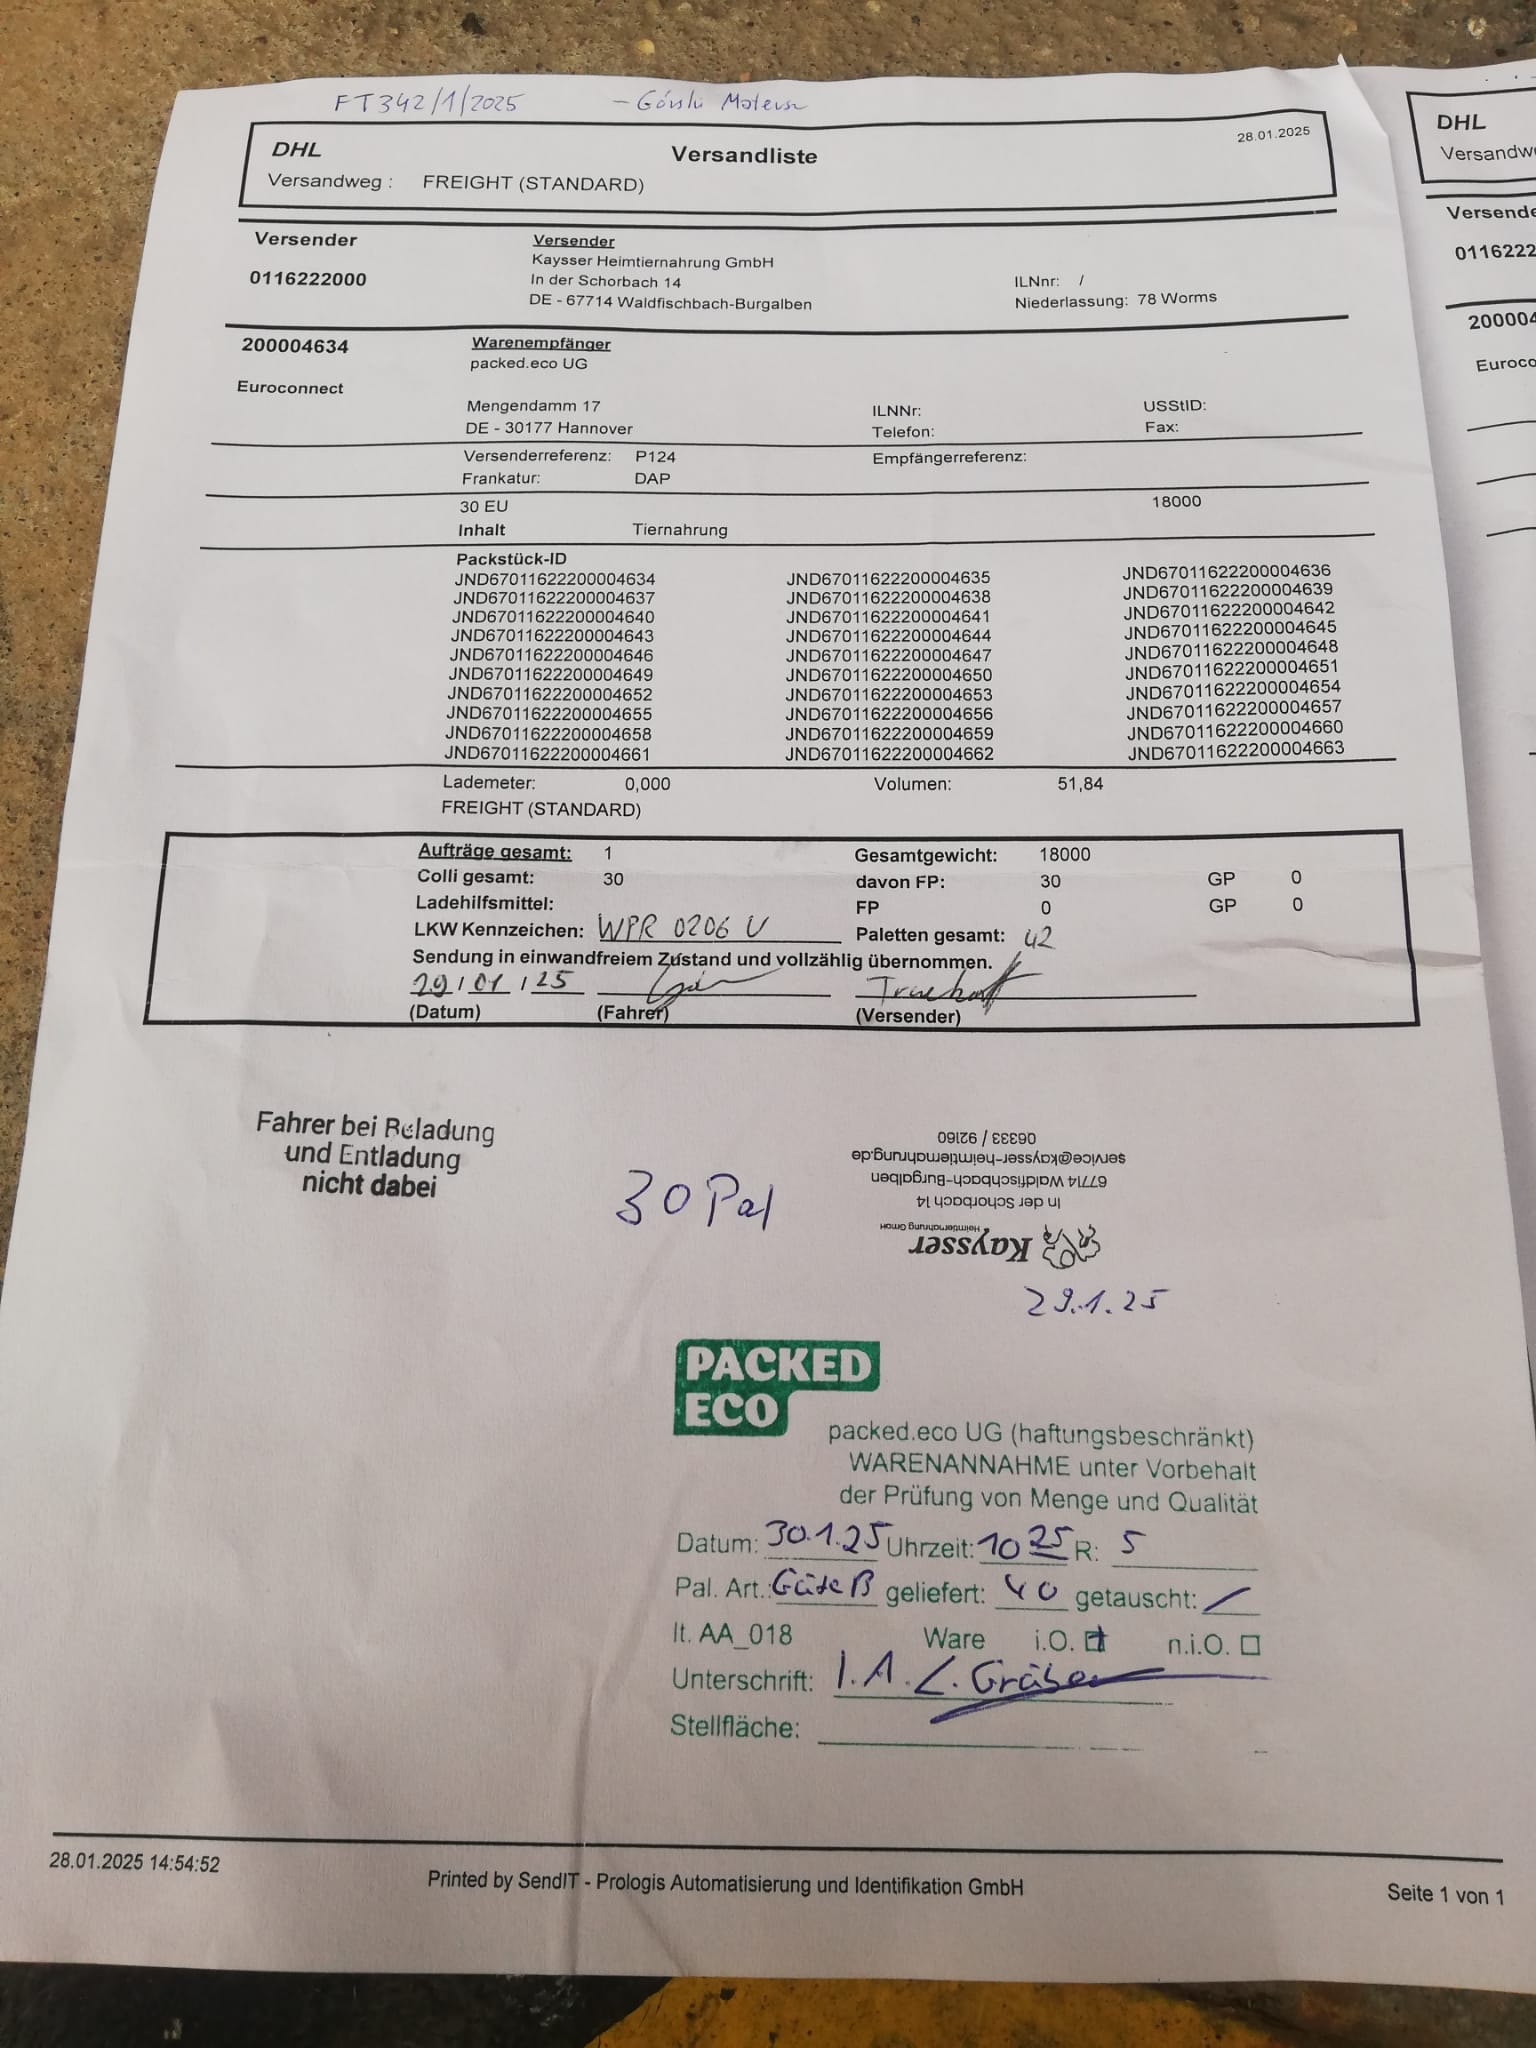 FT342/1/2025 - Górski Mateusz
DHL Versandliste 28.01.2025
Versandweg : FREIGHT (STANDARD)
Versender Versender
Kaysser Heimtiernahrung GmbH
0116222000 In der Schorbach 14 ILNnr: /
DE - 67714 Waldfischbach-Burgalben Niederlassung: 78 Worms
200004634 Warenempfänger
packed.eco UG
Euroconnect
Mengendamm 17 ILNNr: USStID:
DE - 30177 Hannover Telefon: Fax:
Versenderreferenz: P124 Empfängerreferenz:
Frankatur: DAP
30 EU 18000
Inhalt Tiernahrung
Packstück-ID
JND67011622200004634 JND67011622200004635 JND67011622200004636
JND67011622200004637 JND67011622200004638 JND67011622200004639
JND67011622200004640 JND67011622200004641 JND67011622200004642
JND67011622200004643 JND67011622200004644 JND67011622200004645
JND67011622200004646 JND67011622200004647 JND67011622200004648
JND67011622200004649 JND67011622200004650 JND67011622200004651
JND67011622200004652 JND67011622200004653 JND67011622200004654
JND67011622200004655 JND67011622200004656 JND67011622200004657
JND67011622200004658 JND67011622200004659 JND67011622200004660
JND67011622200004661 JND67011622200004662 JND67011622200004663
Lademeter: 0,000 Volumen: 51,84
FREIGHT (STANDARD)
Aufträge gesamt: 1 Gesamtgewicht: 18000
Colli gesamt: 30 davon FP: 30 GP 0
Ladehilfsmittel: FP 0 GP 0
LKW Kennzeichen: WPR 0206 U Paletten gesamt: 42
Sendung in einwandfreiem Zustand und vollzählig übernommen.
29/01/25
(Datum) (Fahrer) (Versender)
Fahrer bei Beladung
und Entladung
nicht dabei
30 Pal
Kaysser
Heimtiernahrung GmbH
In der Schorbach 14
67714 Waldfischbach-Burgalben
service@kaysser-heimtiernahrung.de
06333 / 92160
29.1.25
PACKED
ECO
packed.eco UG (haftungsbeschränkt)
WARENANNAHME unter Vorbehalt
der Prüfung von Menge und Qualität
Datum: 30.1.25 Uhrzeit: 10 25 R: 5
Pal. Art.: Güte B geliefert: 40 getauscht: /
lt. AA_018 Ware i.O. n.i.O.
Unterschrift: I.A. L. Gräber
Stellfläche:
28.01.2025 14:54:52 Printed by SendIT - Prologis Automatisierung und Identifikation GmbH Seite 1 von 1
DHL
0116222